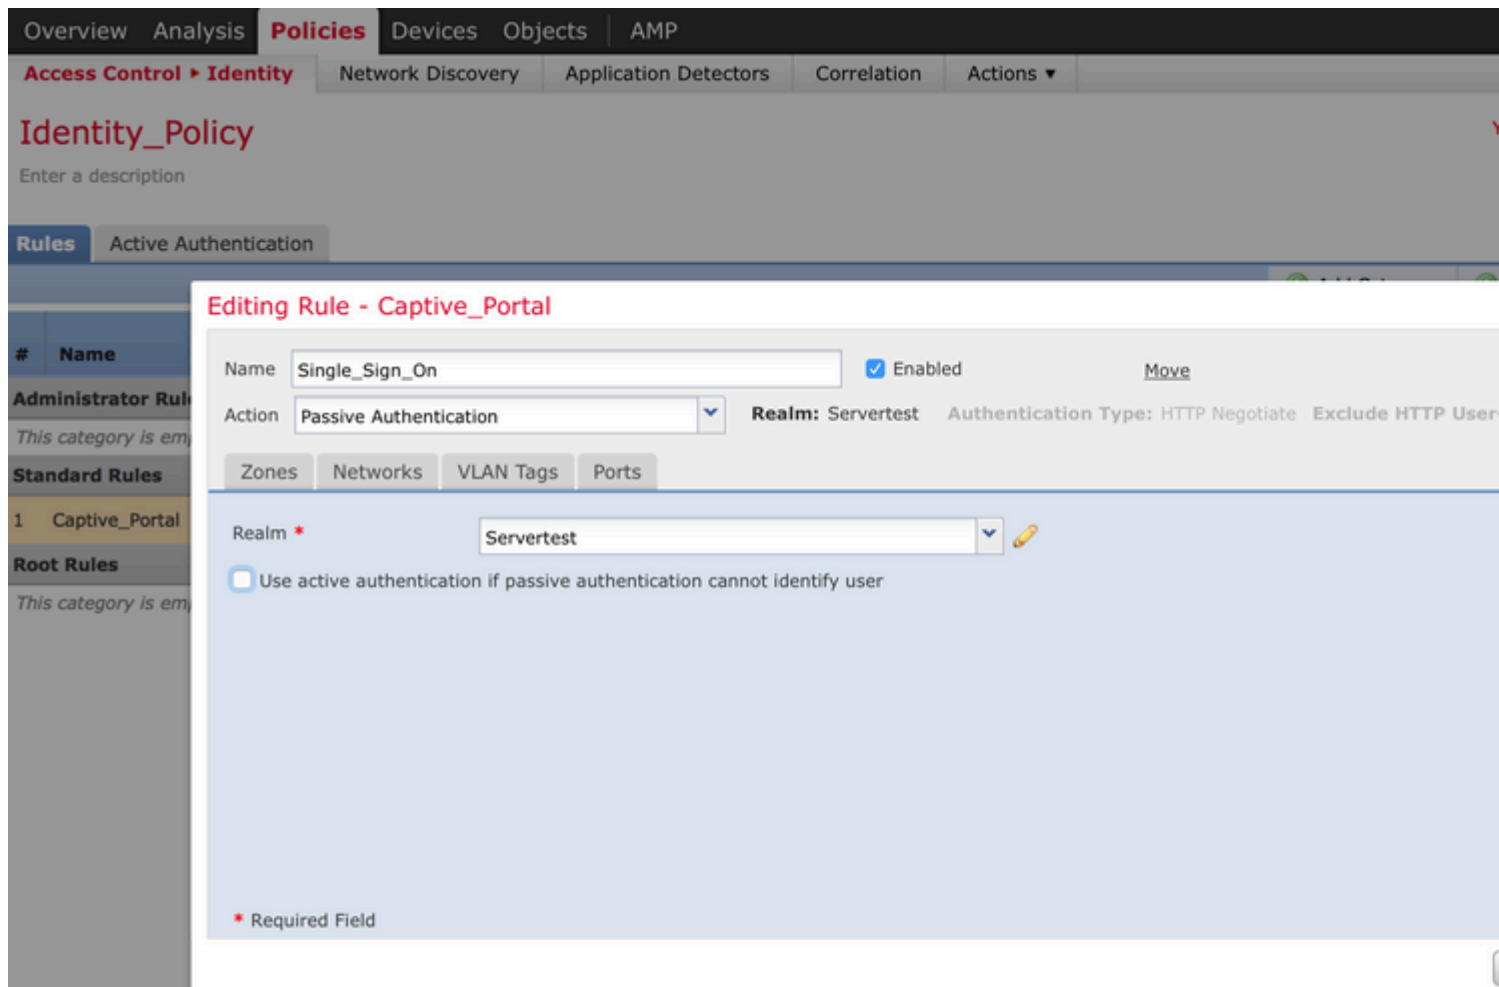 Overview Analysis Policies Devices Objects AMP
Access Control ▸ Identity Network Discovery Application Detectors Correlation Actions ▾
Identity_Policy
Enter a description
Rules Active Authentication
Editing Rule - Captive_Portal
# Name
Name Single_Sign_On Enabled Move
Administrator Rul
Action Passive Authentication Realm: Servertest Authentication Type: HTTP Negotiate Exclude HTTP User-
This category is em
Zones Networks VLAN Tags Ports
Standard Rules
1 Captive_Portal
Realm * Servertest
Root Rules
Use active authentication if passive authentication cannot identify user
This category is em
* Required Field